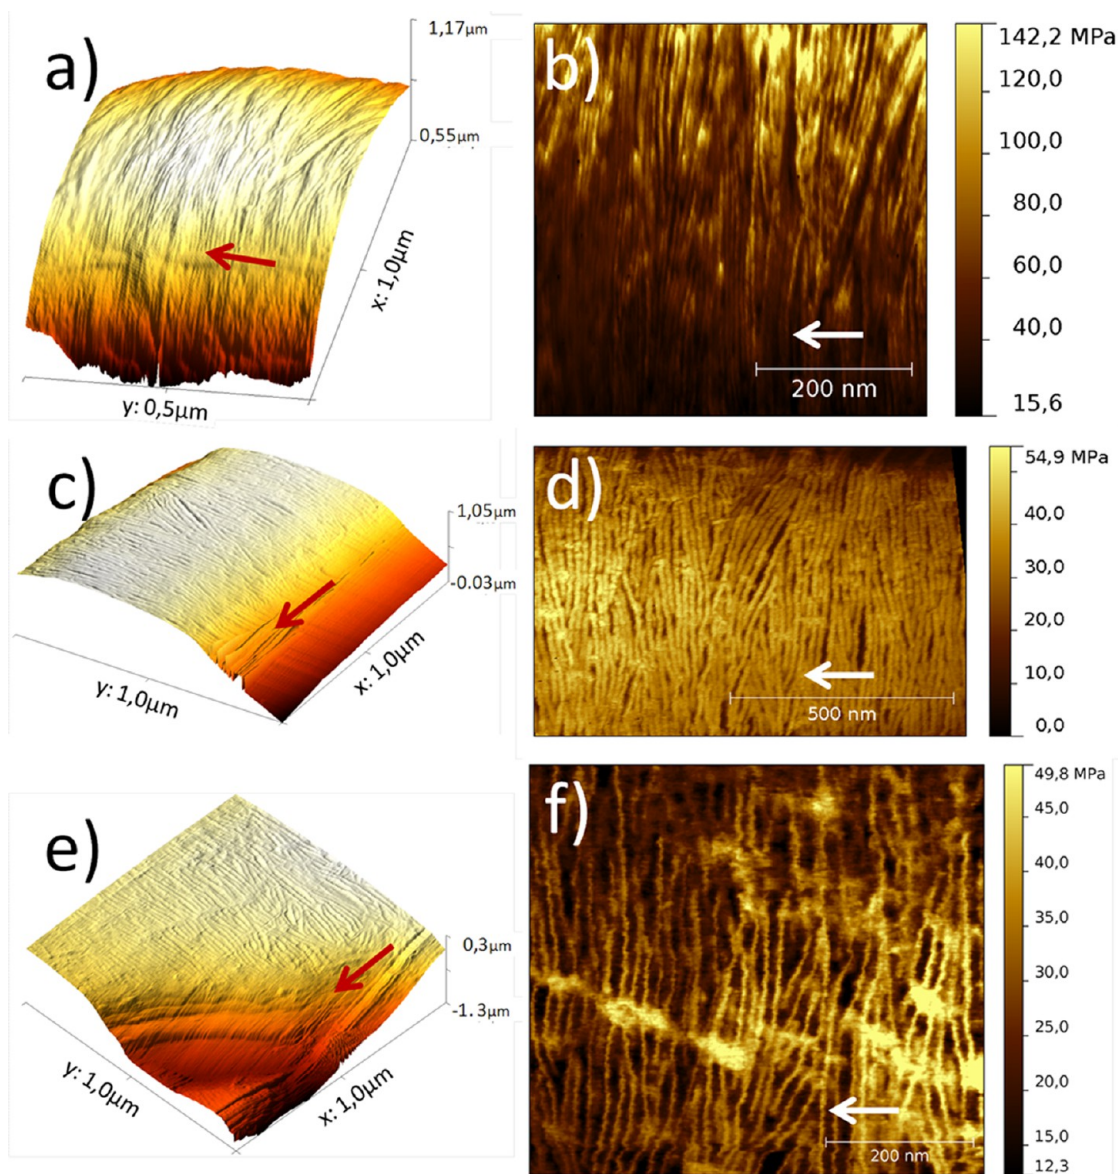 a)
1,17µm
0,55µm
x: 1,0µm
y: 0,5µm
b)
200 nm
142,2 MPa
120,0
100,0
80,0
60,0
40,0
15,6
c)
1,05µm
-0.03µm
x: 1,0µm
y: 1,0µm
d)
500 nm
54,9 MPa
40,0
30,0
20,0
10,0
0,0
e)
0,3µm
-1.3µm
x: 1,0µm
y: 1,0µm
f)
200 nm
49,8 MPa
45,0
40,0
35,0
30,0
25,0
20,0
15,0
12,3